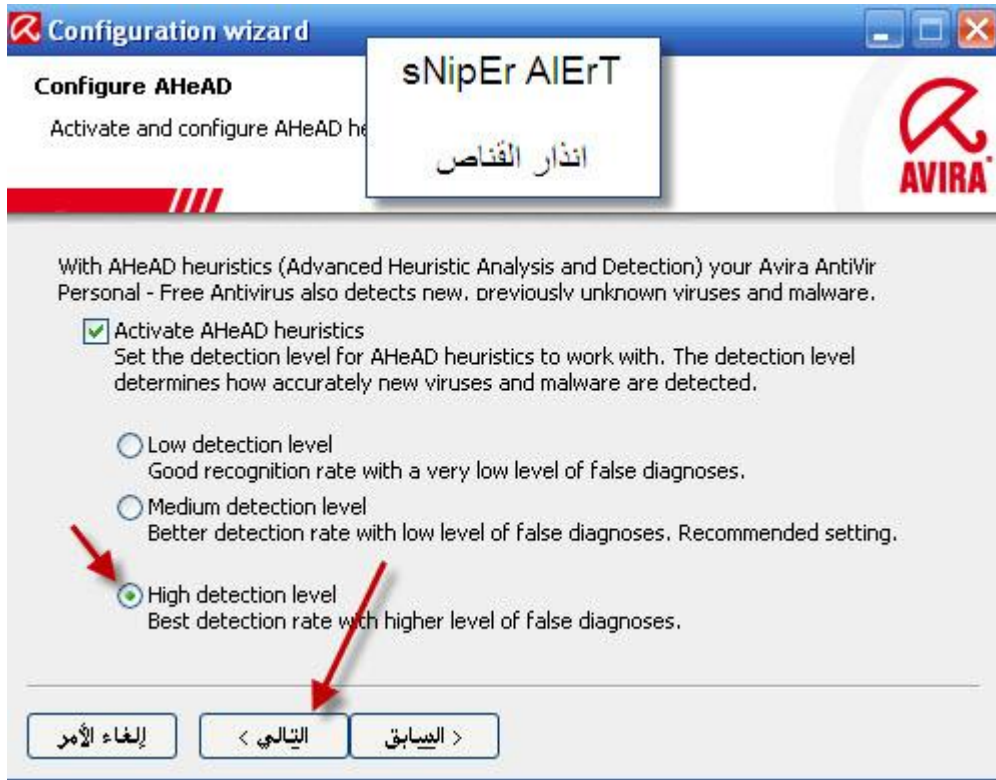 Configuration wizard
sNipEr AlErT
انذار القناص
Configure AHeAD
Activate and configure AHeAD he
AVIRA
With AHeAD heuristics (Advanced Heuristic Analysis and Detection) your Avira AntiVir
Personal - Free Antivirus also detects new, previously unknown viruses and malware.
Activate AHeAD heuristics
Set the detection level for AHeAD heuristics to work with. The detection level
determines how accurately new viruses and malware are detected.
Low detection level
Good recognition rate with a very low level of false diagnoses.
Medium detection level
Better detection rate with low level of false diagnoses. Recommended setting.
High detection level
Best detection rate with higher level of false diagnoses.
< السابق
التالي >
إلغاء الأمر